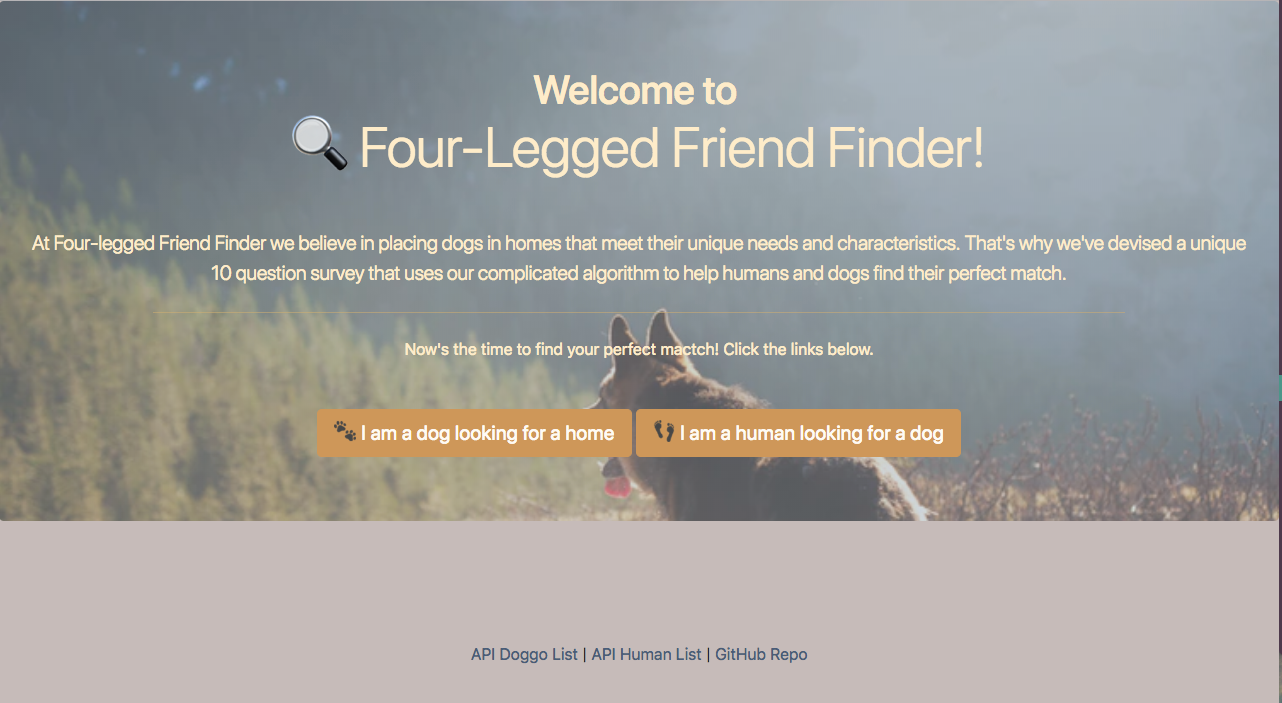 Welcome to
🔍 Four-Legged Friend Finder!
At Four-legged Friend Finder we believe in placing dogs in homes that meet their unique needs and characteristics. That's why we've devised a unique
10 question survey that uses our complicated algorithm to help humans and dogs find their perfect match.
Now's the time to find your perfect mactch! Click the links below.
🐾 I am a dog looking for a home 👣 I am a human looking for a dog
API Doggo List | API Human List | GitHub Repo